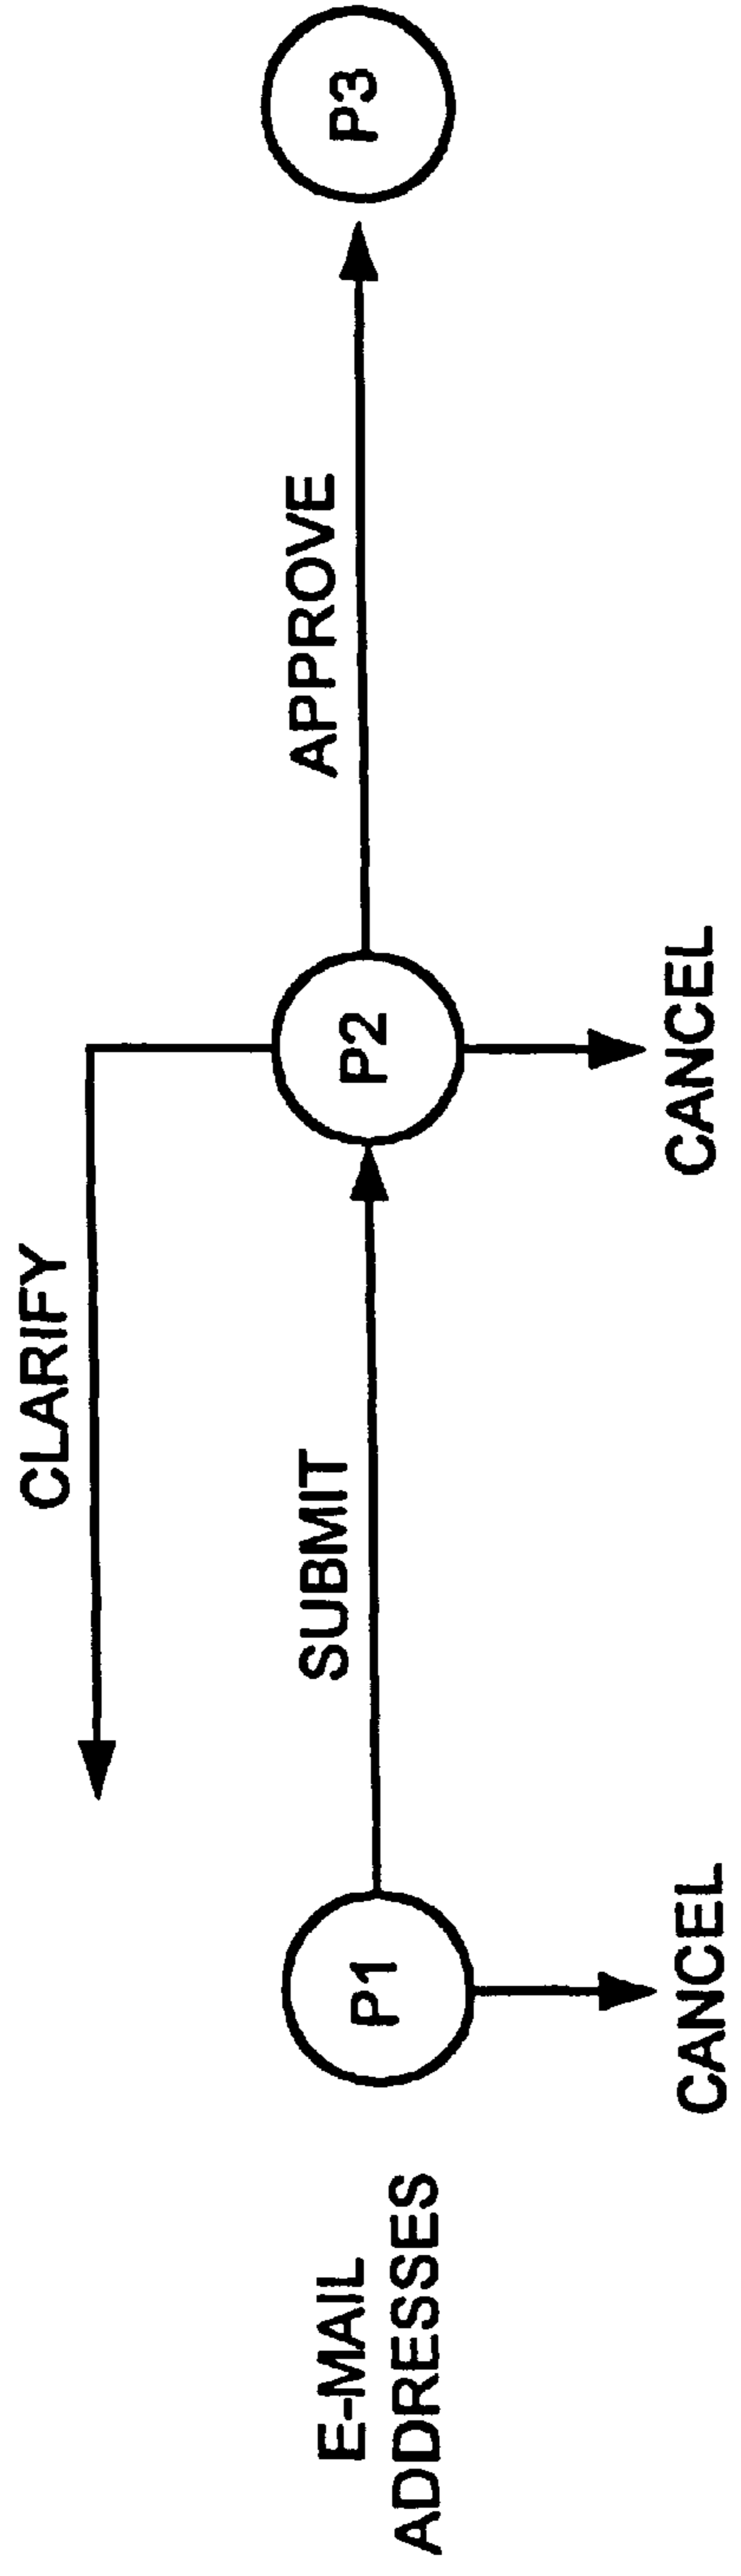 CLARIFY
E-MAIL
ADDRESSES
P1
SUBMIT
P2
APPROVE
P3
CANCEL
CANCEL